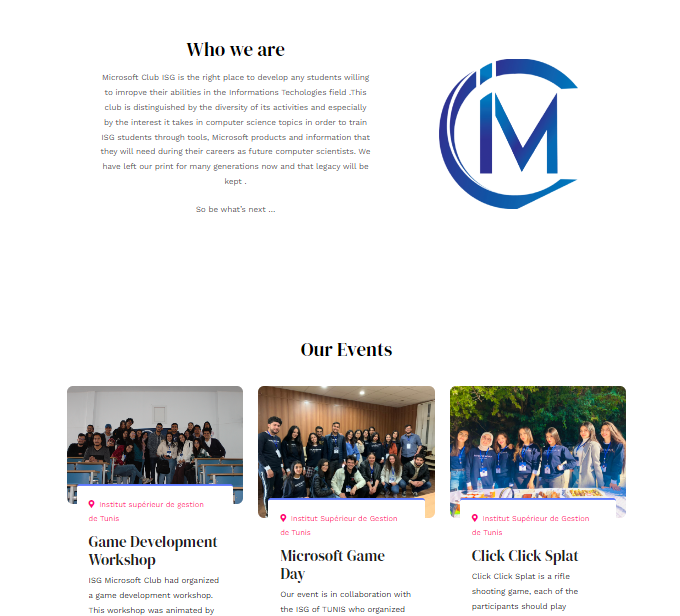 Who we are
Microsoft Club ISG is the right place to develop any students willing
to imropve their abilities in the Informations Techologies field .This
club is distinguished by the diversity of its activities and especially
by the interest it takes in computer science topics in order to train
ISG students through tools, Microsoft products and information that
they will need during their careers as future computer scientists. We
have left our print for many generations now and that legacy will be
kept .
So be what's next ...
Our Events
Institut supérieur de gestion
de Tunis
Game Development
Workshop
ISG Microsoft Club had organized
a game development workshop.
This workshop was animated by
Institut Supérieur de Gestion
de Tunis
Microsoft Game
Day
Our event is in collaboration with
the ISG of TUNIS who organized
Institut Supérieur de Gestion
de Tunis
Click Click Splat
Click Click Splat is a rifle
shooting game, each of the
participants should play